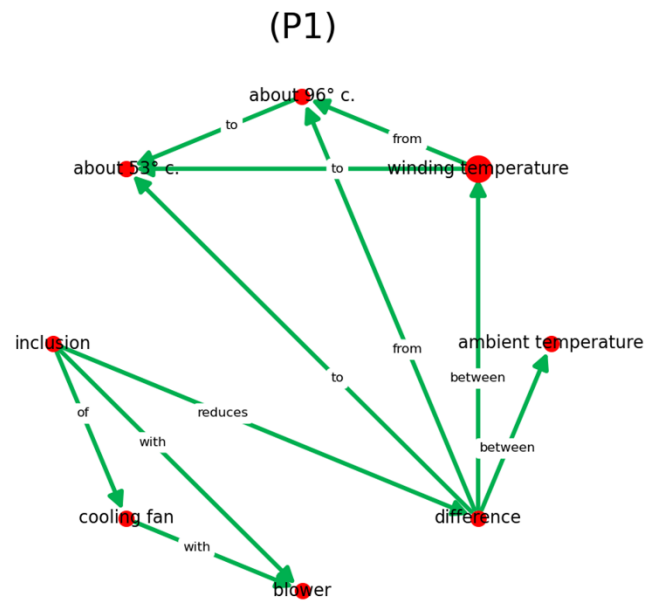 (P1)
about 96° c.
to
from
about 53° c.
to
winding temperature
inclusion
from
ambient temperature
to
between
of
reduces
with
between
cooling fan
difference
with
blower